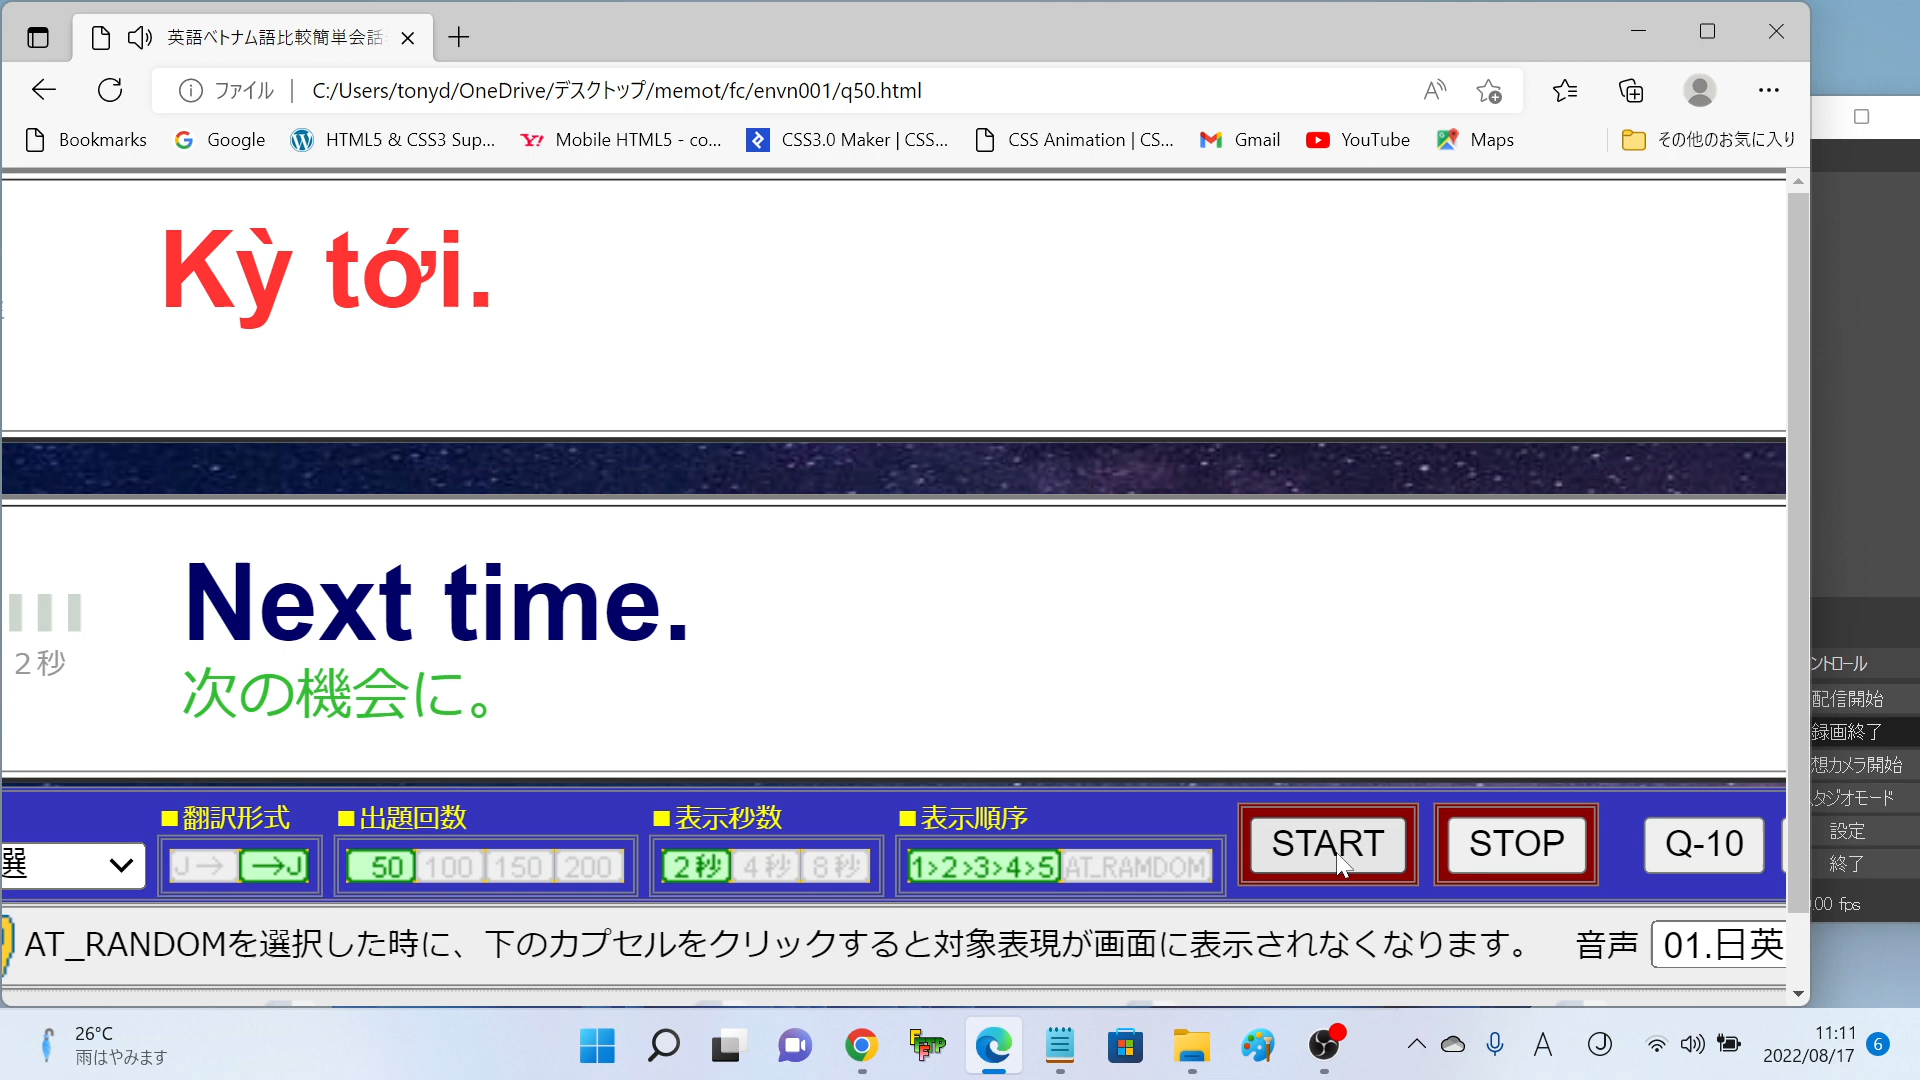 英語ベトナム語比較簡単会話
ファイル
C:/Users/tonyd/OneDrive/デスクトップ/memot/fc/envn001/q50.html
Bookmarks
Google
HTML5 & CSS3 Sup...
Mobile HTML5 - co...
CSS3.0 Maker | CSS...
CSS Animation | CS...
Gmail
YouTube
Maps
その他のお気に入り
Kỳ tới.
Next time.
2秒
次の機会に。
■翻訳形式 ■出題回数 ■表示秒数 ■表示順序
選 J→ →J 50 100 150 200 2秒 4秒 8秒 1>2>3>4>5 AT_RAMDOM START STOP Q-10
AT_RANDOMを選択した時に、下のカプセルをクリックすると対象表現が画面に表示されなくなります。 音声 01.日英
ントロール
配信開始
録画終了
想カメラ開始
タジオモード
設定
終了
.00 fps
26°C
雨はやみます
11:11
2022/08/17
6